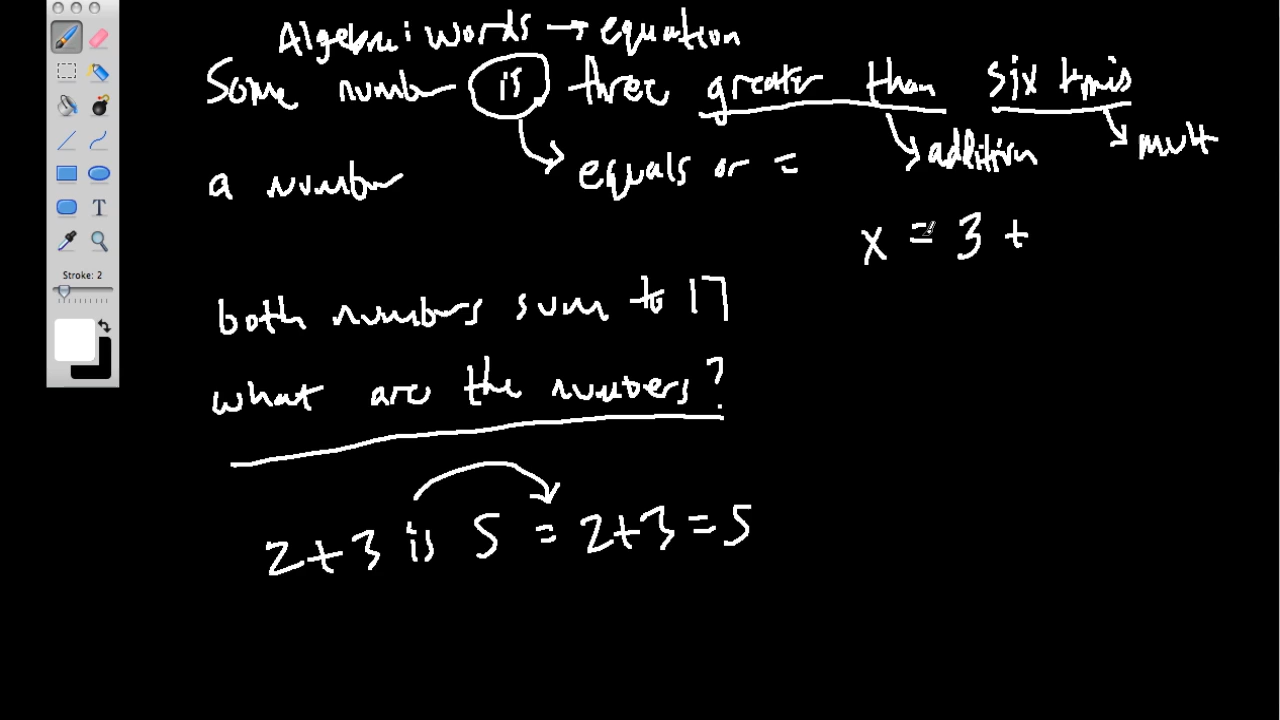 Algebra: words → equation
Some number is three greater than six times
a number
equals or =
addition
mult
x = 3 +
both numbers sum to 17
what are the numbers?
2+3 is 5 = 2+3 = 5
Stroke: 2
T